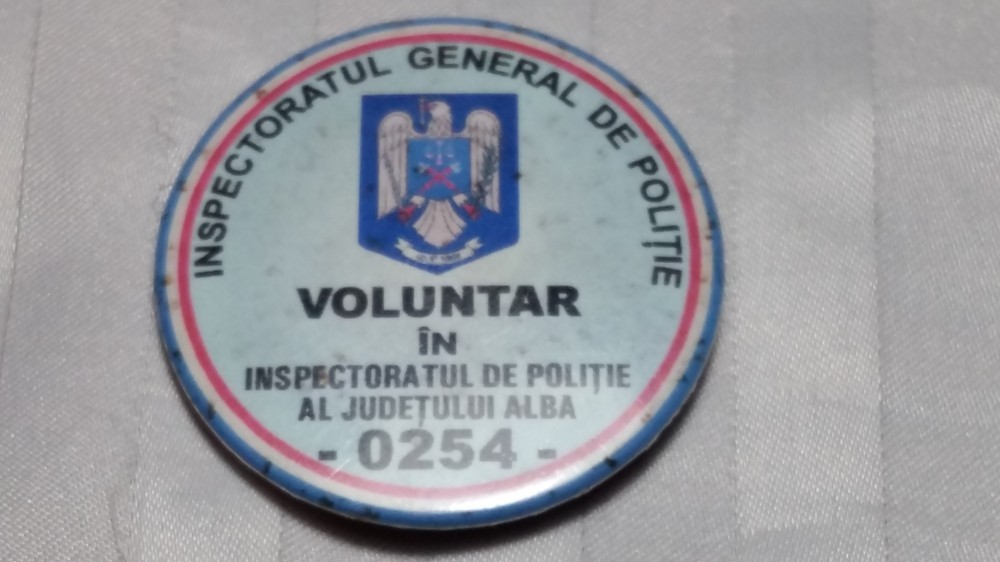 INSPECTORATUL GENERAL DE POLIȚIE
VOLUNTAR
ÎN
INSPECTORATUL DE POLIȚIE
AL JUDEȚULUI ALBA
- 0254 -